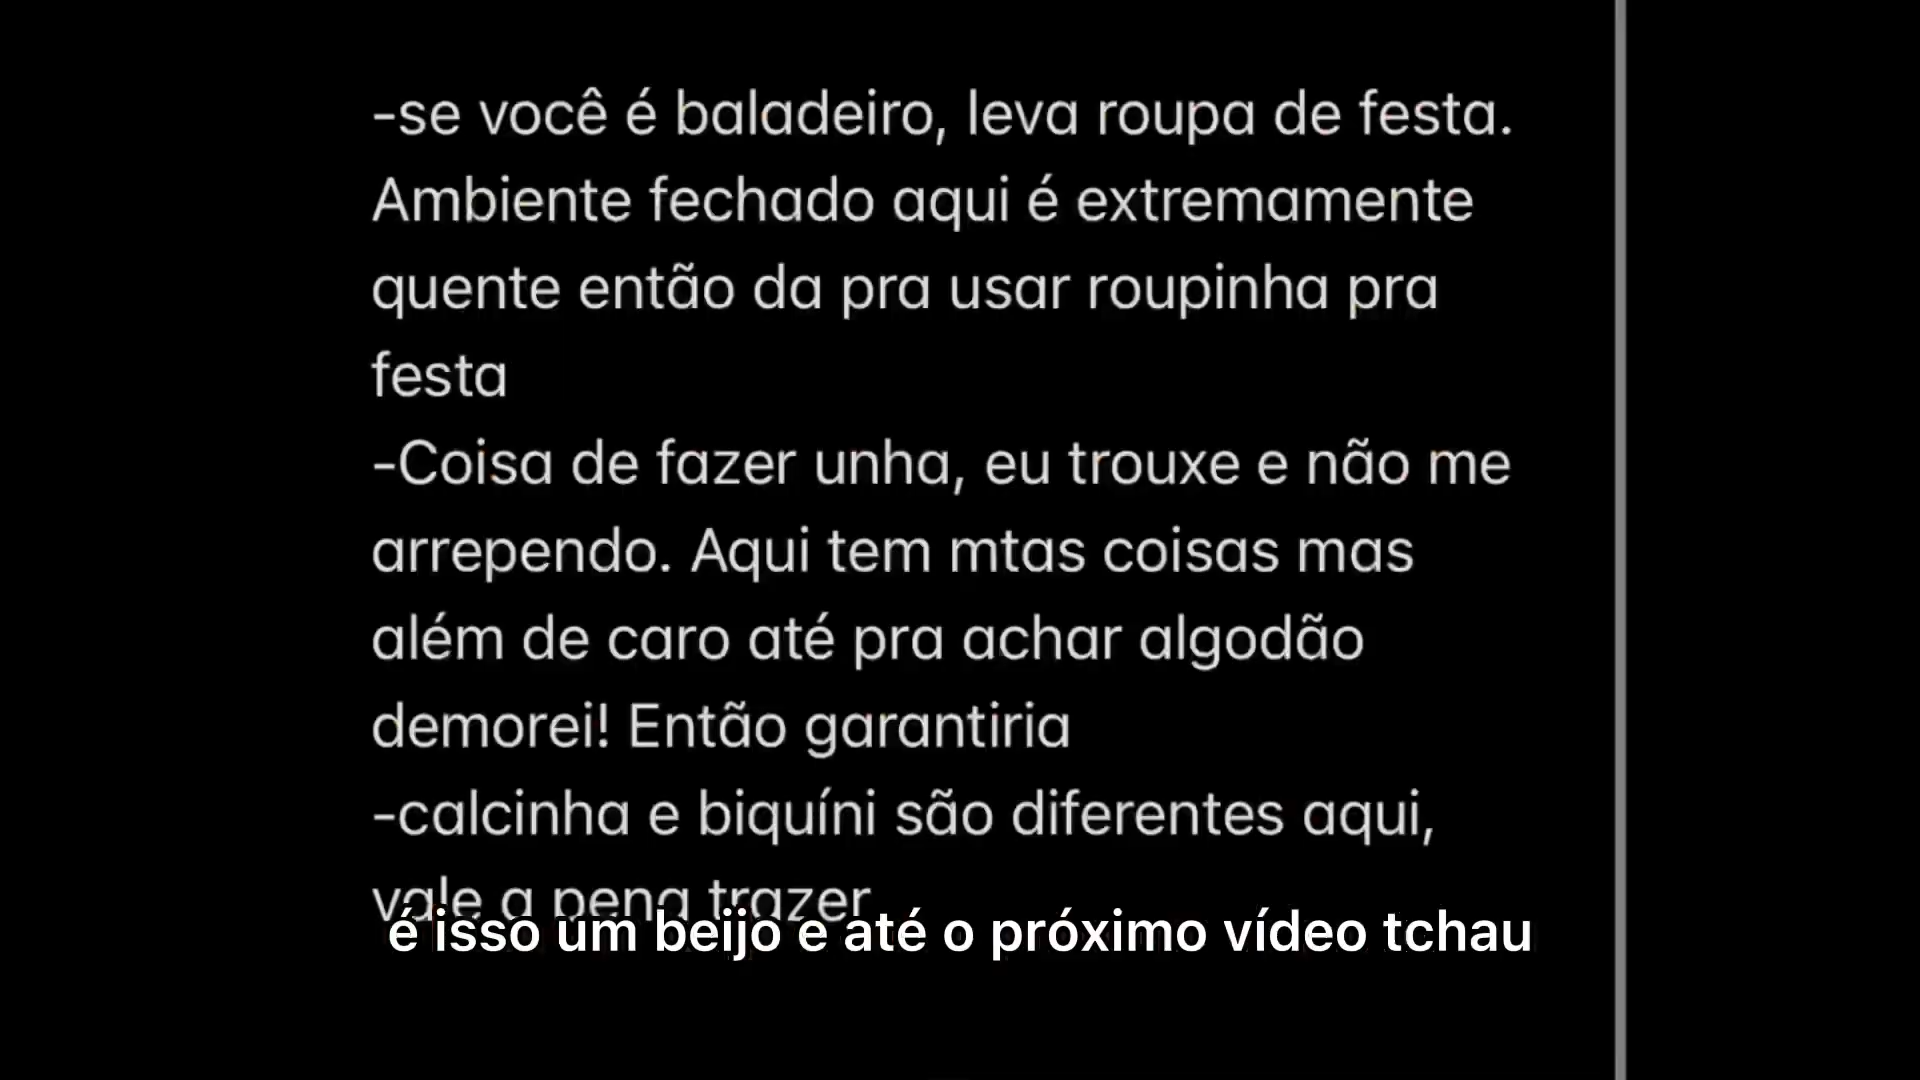 -se você é baladeiro, leva roupa de festa.
Ambiente fechado aqui é extremamente
quente então da pra usar roupinha pra
festa
-Coisa de fazer unha, eu trouxe e não me
arrependo. Aqui tem mtas coisas mas
além de caro até pra achar algodão
demorei! Então garantiria
-calcinha e biquíni são diferentes aqui,
vale a pena trazer
é isso um beijo e até o próximo vídeo tchau